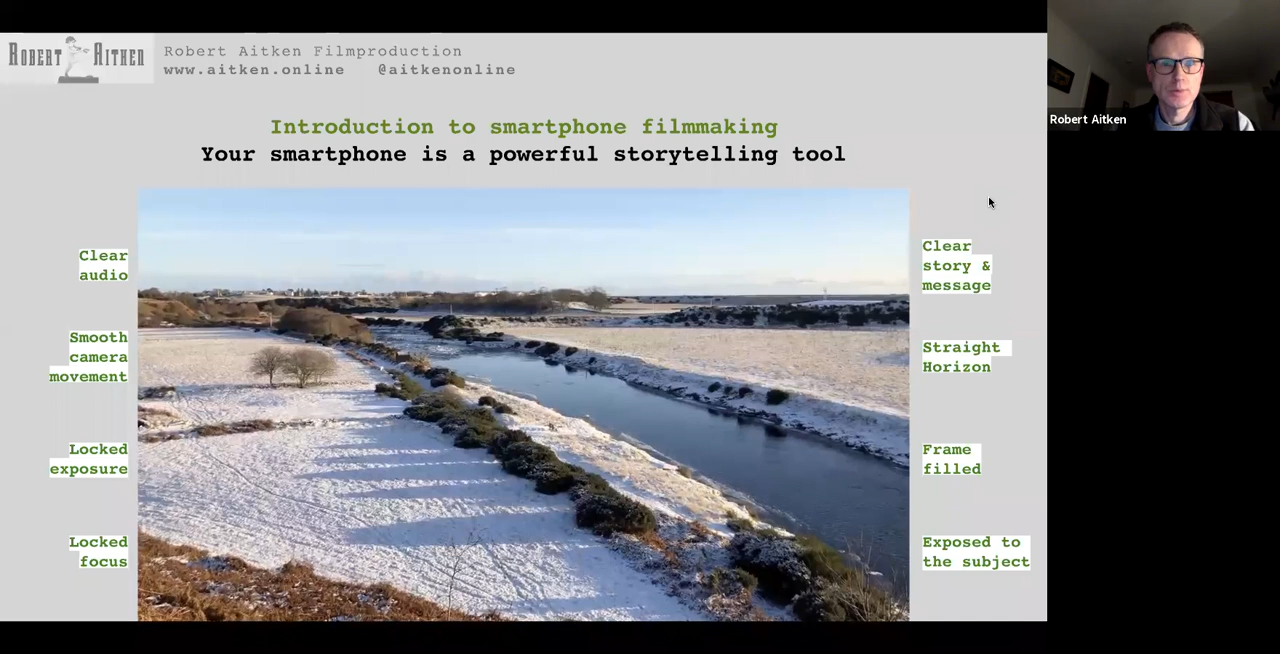 ROBERT AITKEN
Robert Aitken Filmproduction
www.aitken.online @aitkenonline
Introduction to smartphone filmmaking
Your smartphone is a powerful storytelling tool
Clear
audio
Smooth
camera
movement
Locked
exposure
Locked
focus
Clear
story &
message
Straight
Horizon
Frame
filled
Exposed to
the subject
Robert Aitken